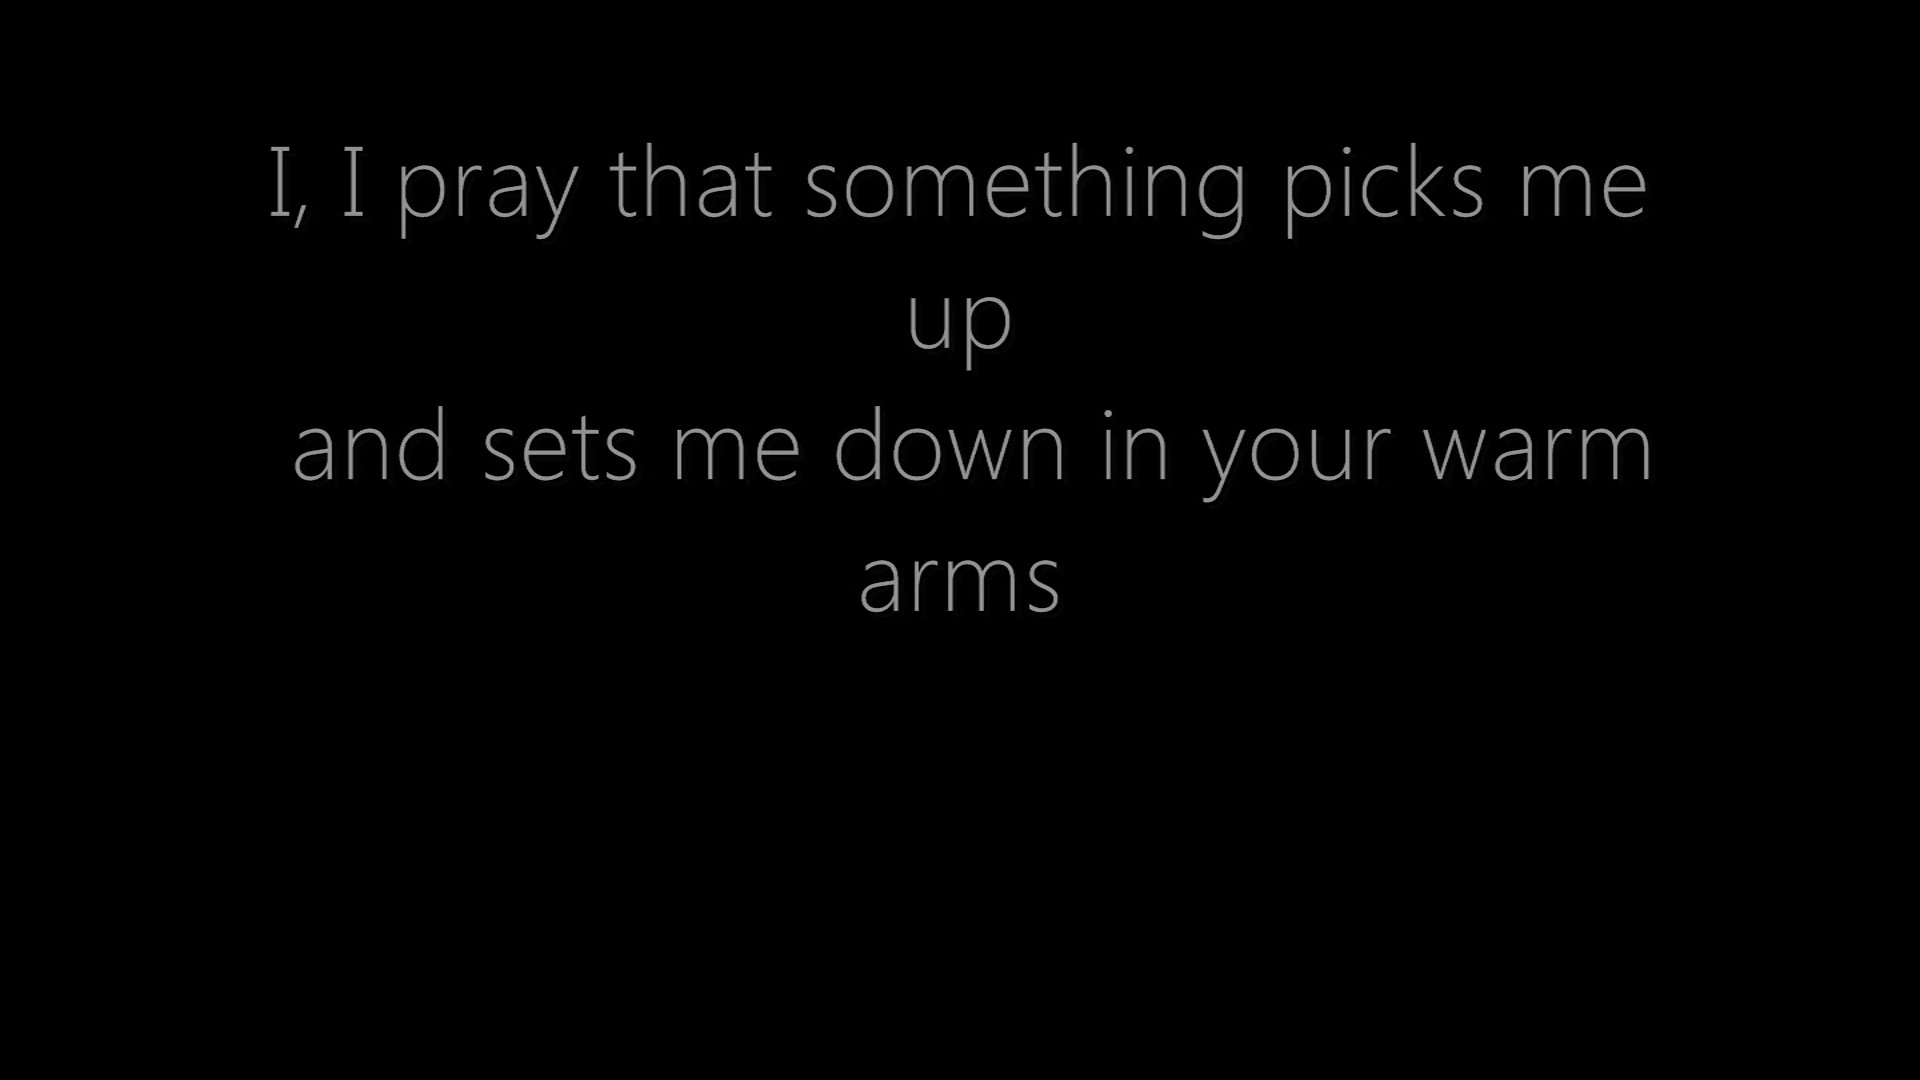 I, I pray that something picks me
up
and sets me down in your warm
arms